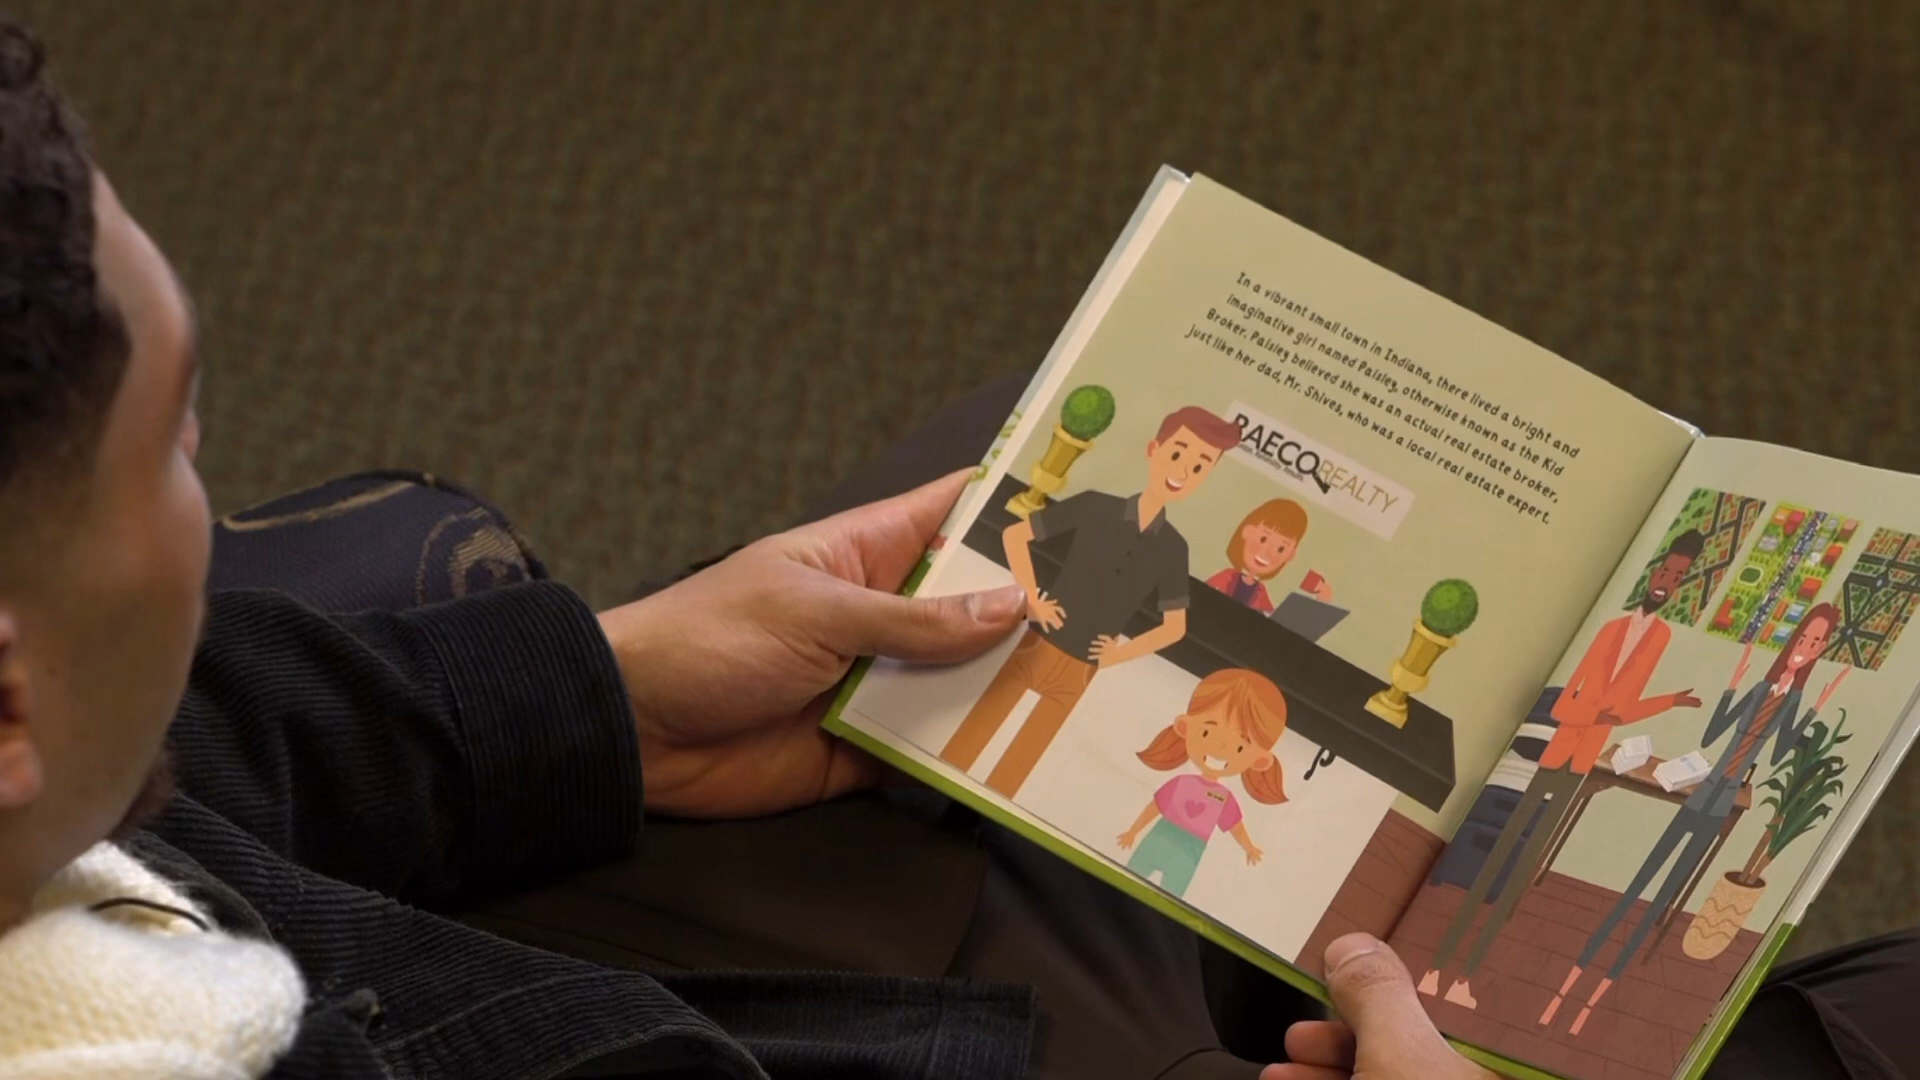 In a vibrant small town in Indiana, there lived a bright and
imaginative girl named Paisley, otherwise known as the Kid
Broker. Paisley believed she was an actual real estate broker,
just like her dad, Mr. Shives, who was a local real estate expert.
RAECO REALTY